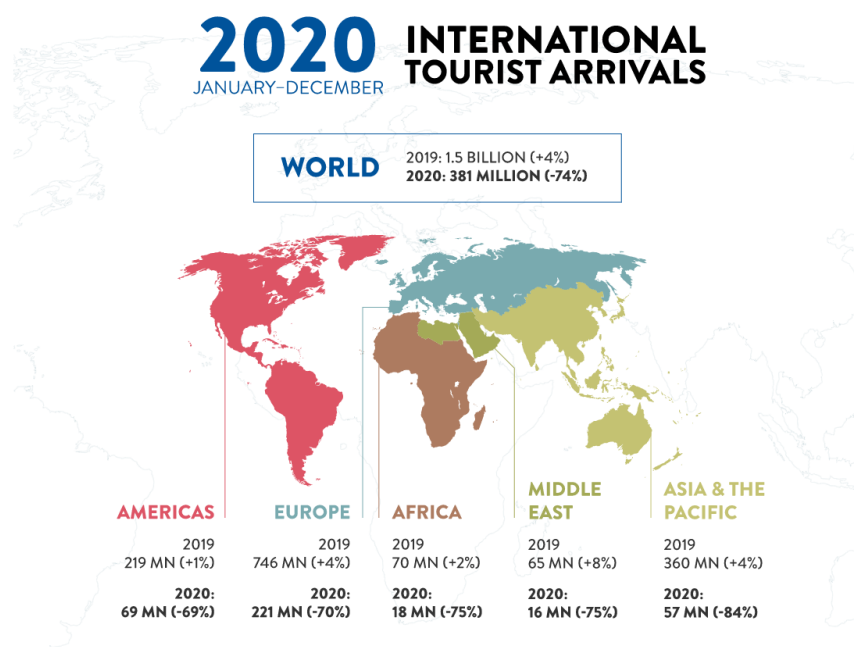 2020
JANUARY–DECEMBER
INTERNATIONAL
TOURIST ARRIVALS
WORLD
2019: 1.5 BILLION (+4%)
2020: 381 MILLION (-74%)
AMERICAS
2019
219 MN (+1%)
2020:
69 MN (-69%)
EUROPE
2019
746 MN (+4%)
2020:
221 MN (-70%)
AFRICA
2019
70 MN (+2%)
2020:
18 MN (-75%)
MIDDLE
EAST
2019
65 MN (+8%)
2020:
16 MN (-75%)
ASIA & THE
PACIFIC
2019
360 MN (+4%)
2020:
57 MN (-84%)